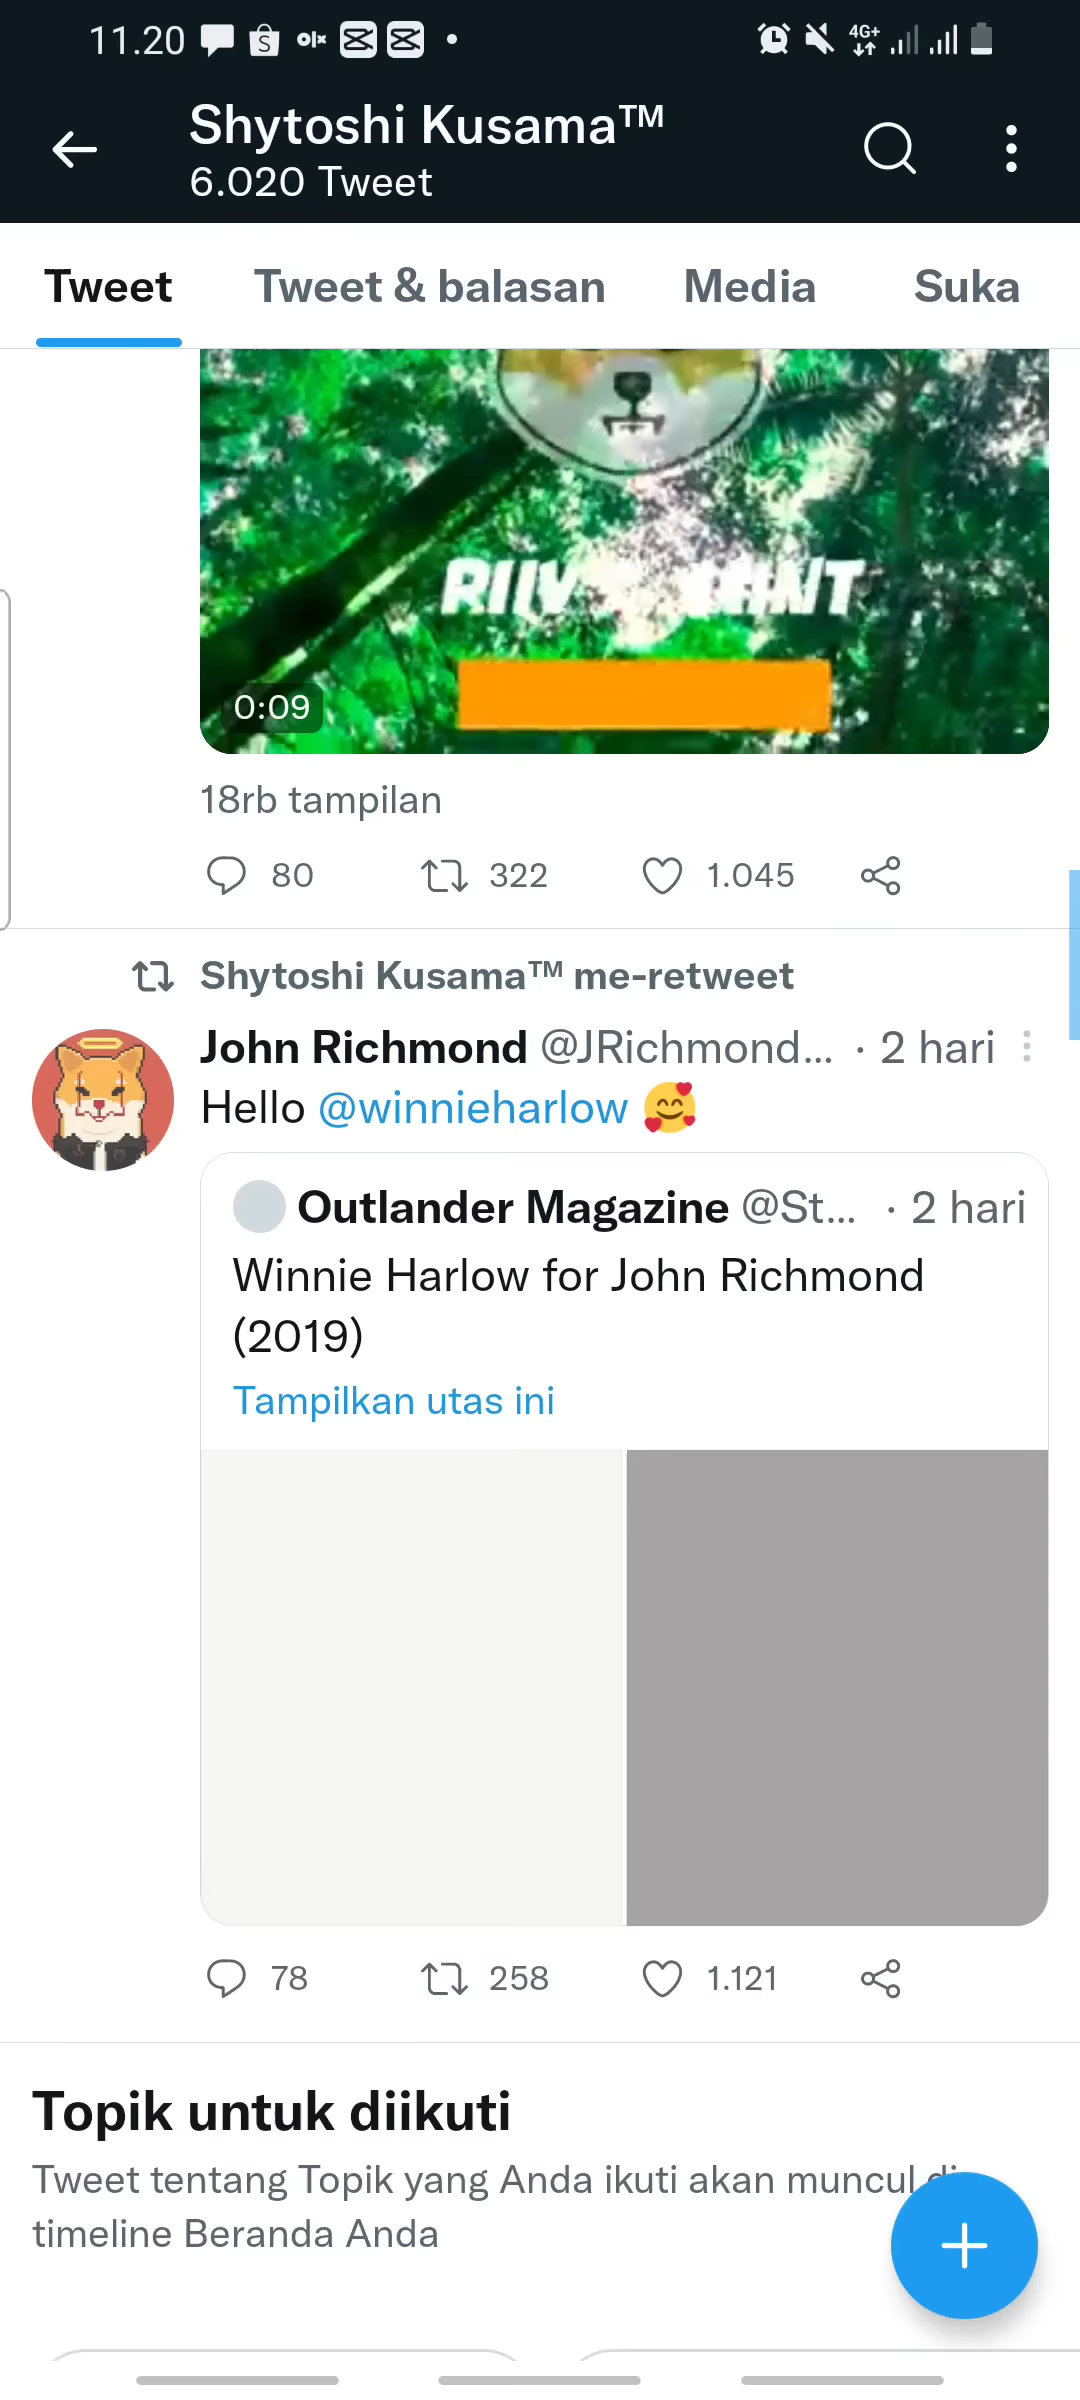 11.20
4G+
Shytoshi Kusama™
6.020 Tweet
Tweet
Tweet & balasan
Media
Suka
0:09
18rb tampilan
80
322
1.045
Shytoshi Kusama™ me-retweet
John Richmond @JRichmond... · 2 hari
Hello @winnieharlow 🥰
Outlander Magazine @St... · 2 hari
Winnie Harlow for John Richmond
(2019)
Tampilkan utas ini
78
258
1.121
Topik untuk diikuti
Tweet tentang Topik yang Anda ikuti akan muncul di
timeline Beranda Anda